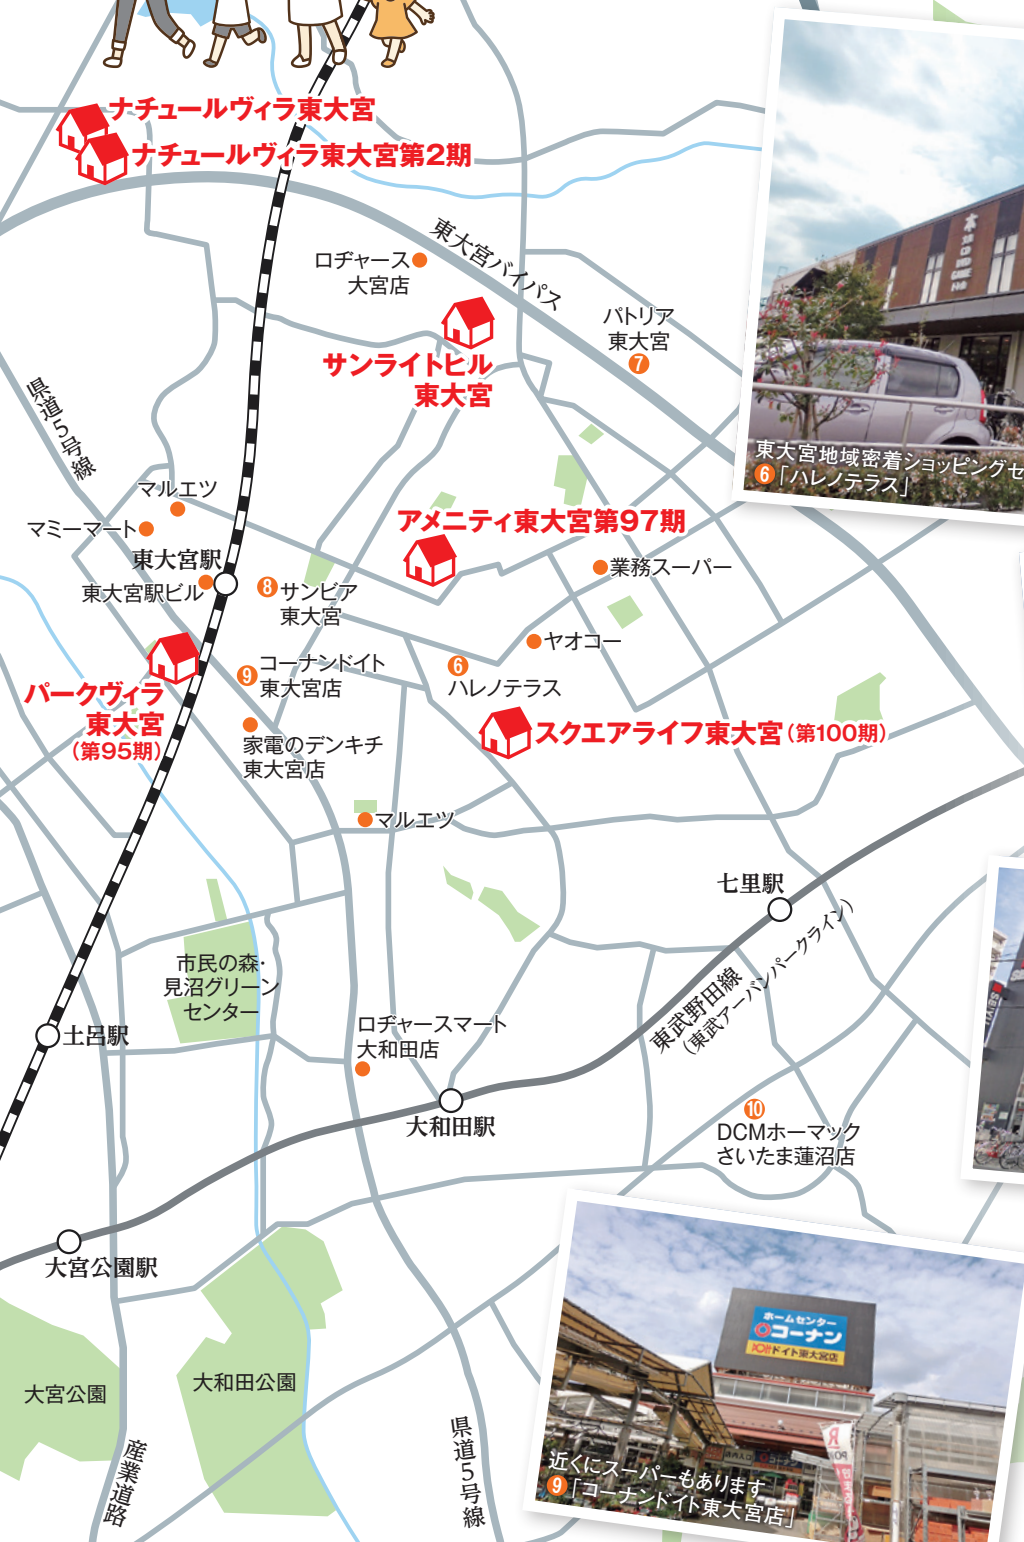 ナチュールヴィラ東大宮
ナチュールヴィラ東大宮第2期
東大宮バイパス
ロヂャース
大宮店
パトリア
東大宮
7
サンライトヒル
東大宮
県道5号線
東大宮地域密着ショッピングセ
6「ハレノテラス」
マルエツ
マミーマート
アメニティ東大宮第97期
東大宮駅
東大宮駅ビル
8 サンピア
東大宮
業務スーパー
ヤオコー
9 コーナンドイト
東大宮店
6
ハレノテラス
パークヴィラ
東大宮
(第95期)
家電のデンキチ
東大宮店
スクエアライフ東大宮(第100期)
マルエツ
七里駅
市民の森・
見沼グリーン
センター
東武野田線
(東武アーバンパークライン)
土呂駅
ロヂャースマート
大和田店
大和田駅
10
DCMホーマック
さいたま蓮沼店
大宮公園駅
大宮公園
大和田公園
産業道路
県道5号線
ホームセンター
コーナン
ドイト東大宮店
近くにスーパーもあります
9「コーナンドイト東大宮店」